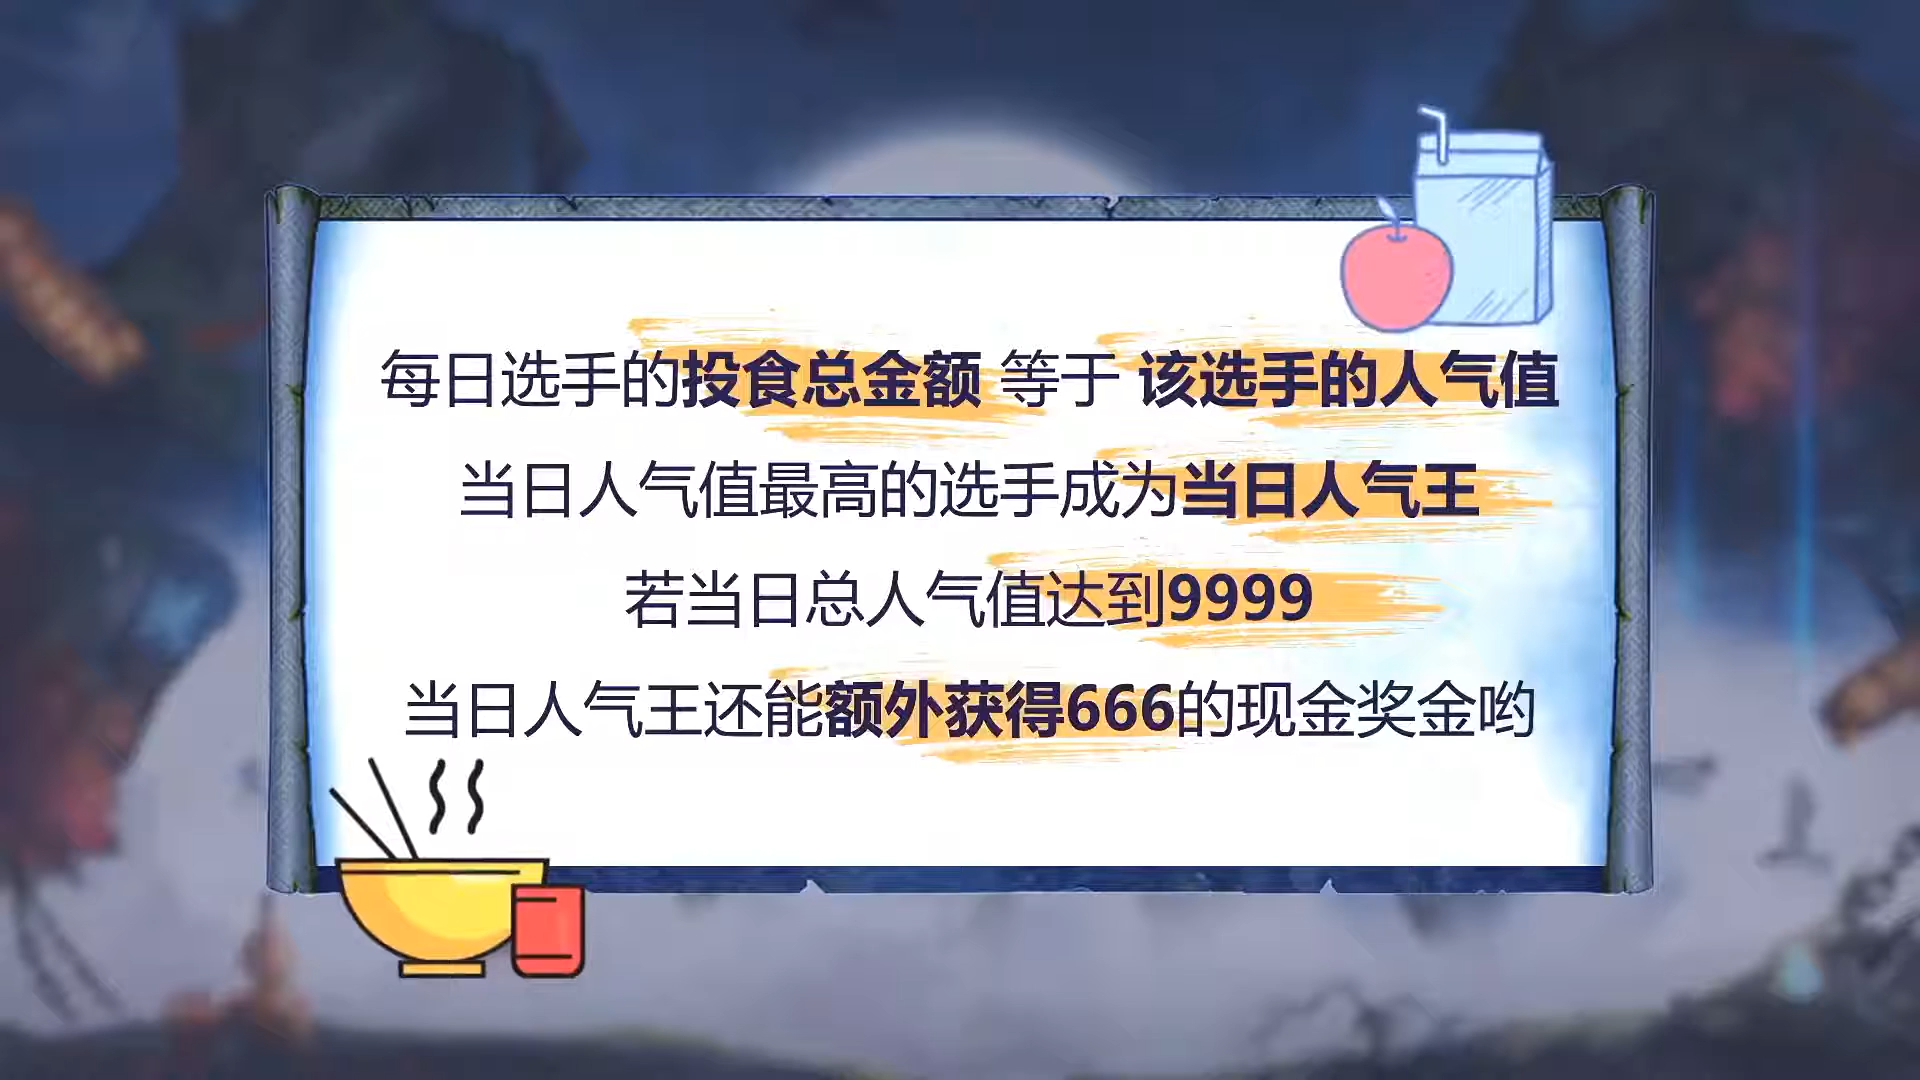 每日选手的投食总金额 等于 该选手的人气值
当日人气值最高的选手成为当日人气王
若当日总人气值达到9999
当日人气王还能额外获得666的现金奖金哟